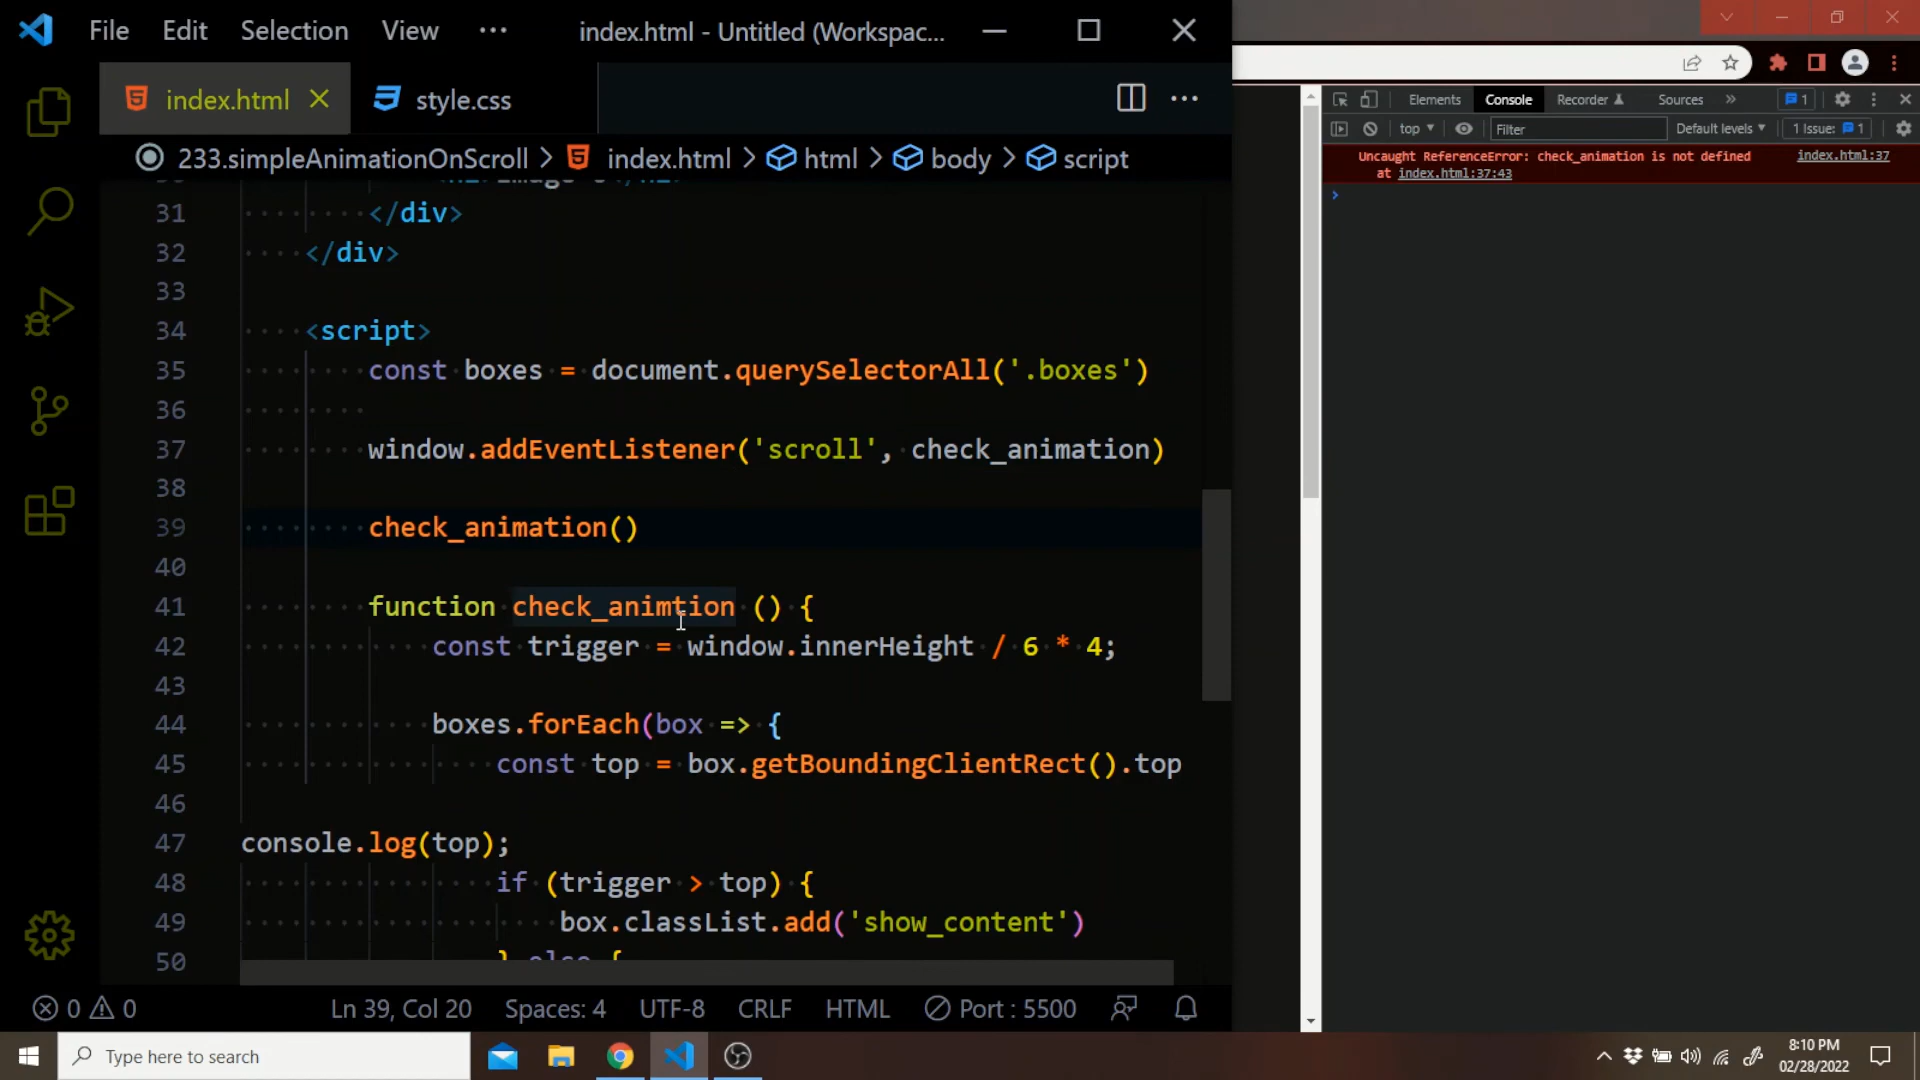 File Edit Selection View ··· index.html - Untitled (Workspac...
index.html style.css
233.simpleAnimationOnScroll > index.html > html > body > script
31 </div>
32 </div>
33
34 <script>
35 const boxes = document.querySelectorAll('.boxes')
36
37 window.addEventListener('scroll', check_animation)
38
39 check_animation()
40
41 function check_animtion () {
42 const trigger = window.innerHeight / 6 * 4;
43
44 boxes.forEach(box => {
45 const top = box.getBoundingClientRect().top
46
47 console.log(top);
48 if (trigger > top) {
49 box.classList.add('show_content')
50 } else {
0 0 Ln 39, Col 20 Spaces: 4 UTF-8 CRLF HTML Port : 5500
Elements Console Recorder Sources » 1
top Filter Default levels 1 Issue: 1
Uncaught ReferenceError: check_animation is not defined index.html:37
at index.html:37:43
Type here to search
8:10 PM
02/28/2022